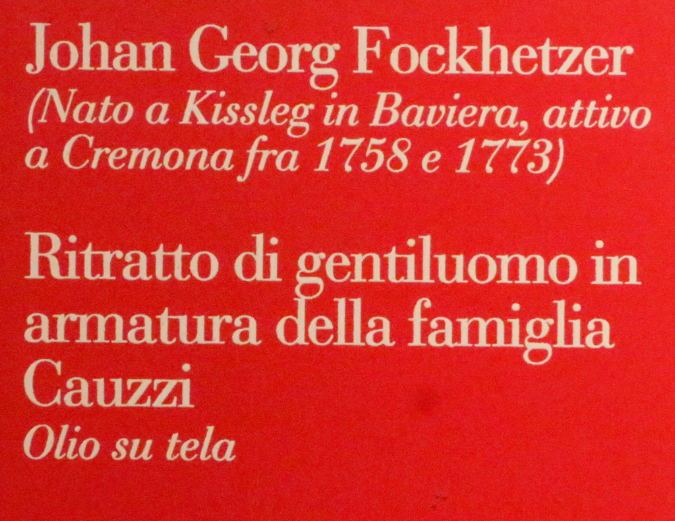 Johan Georg Fockhetzer
(Nato a Kissleg in Baviera, attivo
a Cremona fra 1758 e 1773)
Ritratto di gentiluomo in
armatura della famiglia
Cauzzi
Olio su tela